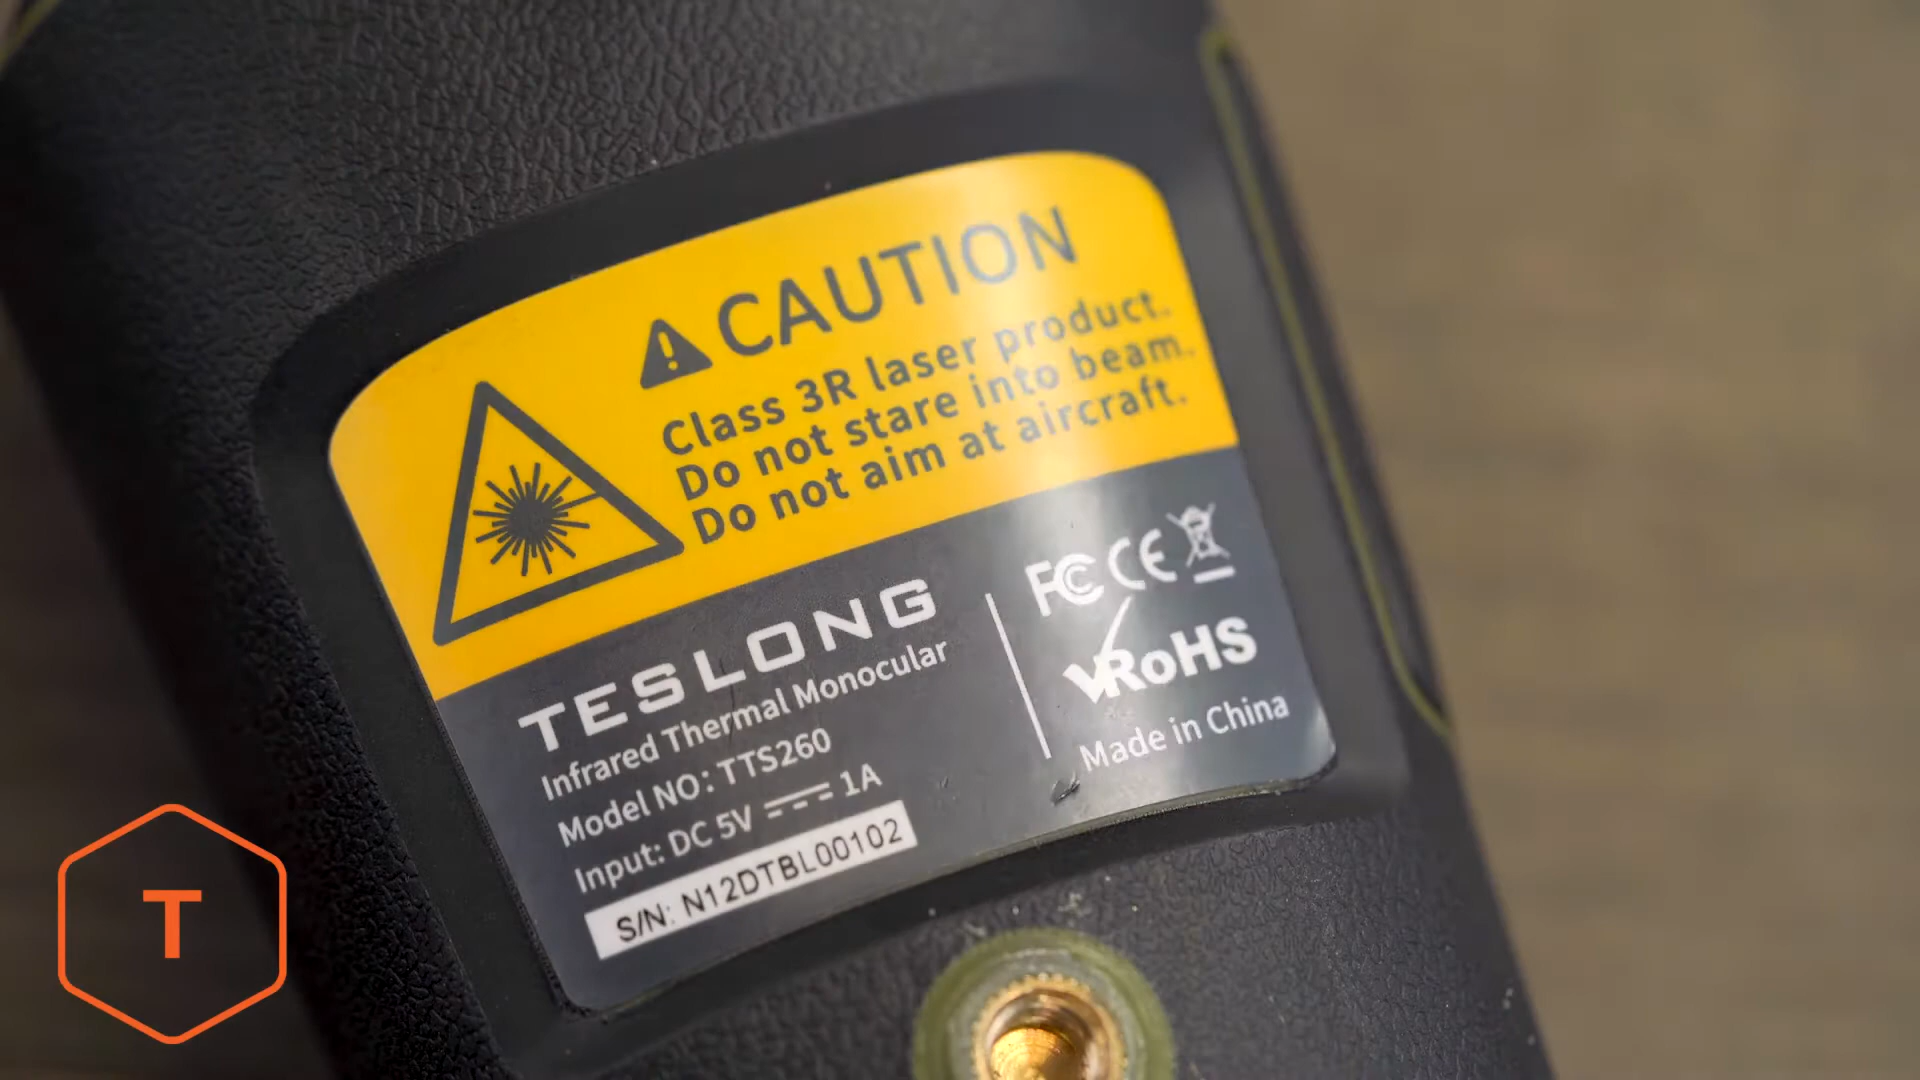 CAUTION
Class 3R laser product.
Do not stare into beam.
Do not aim at aircraft.
TESLONG
Infrared Thermal Monocular
Model NO: TTS260
Input: DC 5V ⎓ 1A
S/N: N12DTBL00102
FC CE
RoHS
Made in China
T